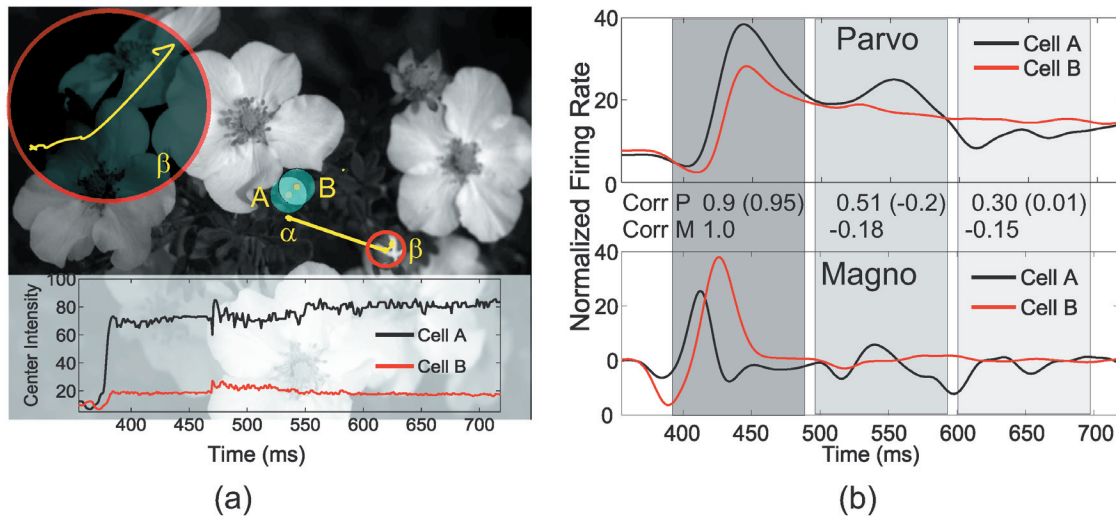 β
A
B
α
β
100
80
60
40
20
Center Intensity
Cell A
Cell B
400 450 500 550 600 650 700
Time (ms)
(a)
40
20
0
Normalized Firing Rate
Parvo
Cell A
Cell B
Corr P 0.9 (0.95) 0.51 (-0.2) 0.30 (0.01)
Corr M 1.0 -0.18 -0.15
40
20
0
0
Magno
Cell A
Cell B
400 450 500 550 600 650 700
Time (ms)
(b)